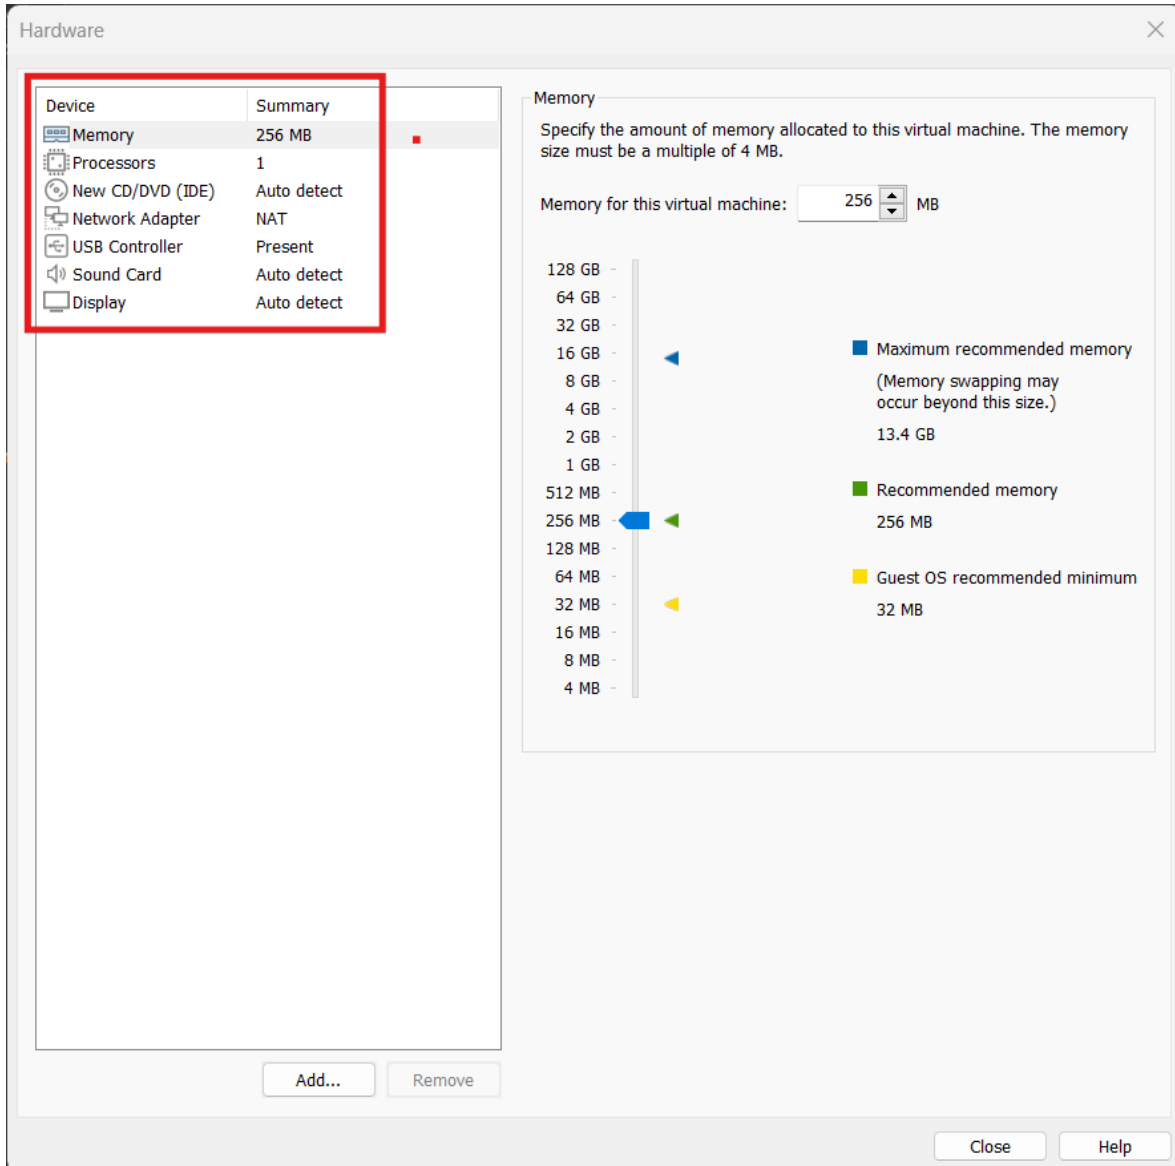 Hardware
Device Summary
Memory 256 MB
Processors 1
New CD/DVD (IDE) Auto detect
Network Adapter NAT
USB Controller Present
Sound Card Auto detect
Display Auto detect
Add...
Remove
Memory
Specify the amount of memory allocated to this virtual machine. The memory
size must be a multiple of 4 MB.
Memory for this virtual machine: 256 MB
128 GB
64 GB
32 GB
16 GB
8 GB
4 GB
2 GB
1 GB
512 MB
256 MB
128 MB
64 MB
32 MB
16 MB
8 MB
4 MB
Maximum recommended memory
(Memory swapping may
occur beyond this size.)
13.4 GB
Recommended memory
256 MB
Guest OS recommended minimum
32 MB
Close
Help